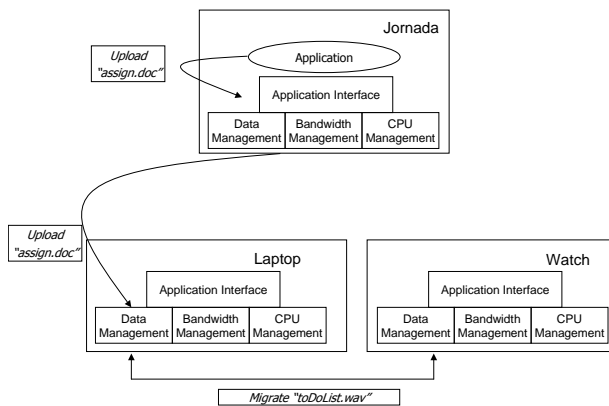 Jornada
Upload
"assign.doc"
Application
Application Interface
Data
Management
Bandwidth
Management
CPU
Management
Upload
"assign.doc"
Laptop
Application Interface
Data
Management
Bandwidth
Management
CPU
Management
Watch
Application Interface
Data
Management
Bandwidth
Management
CPU
Management
Migrate "toDoList.wav"